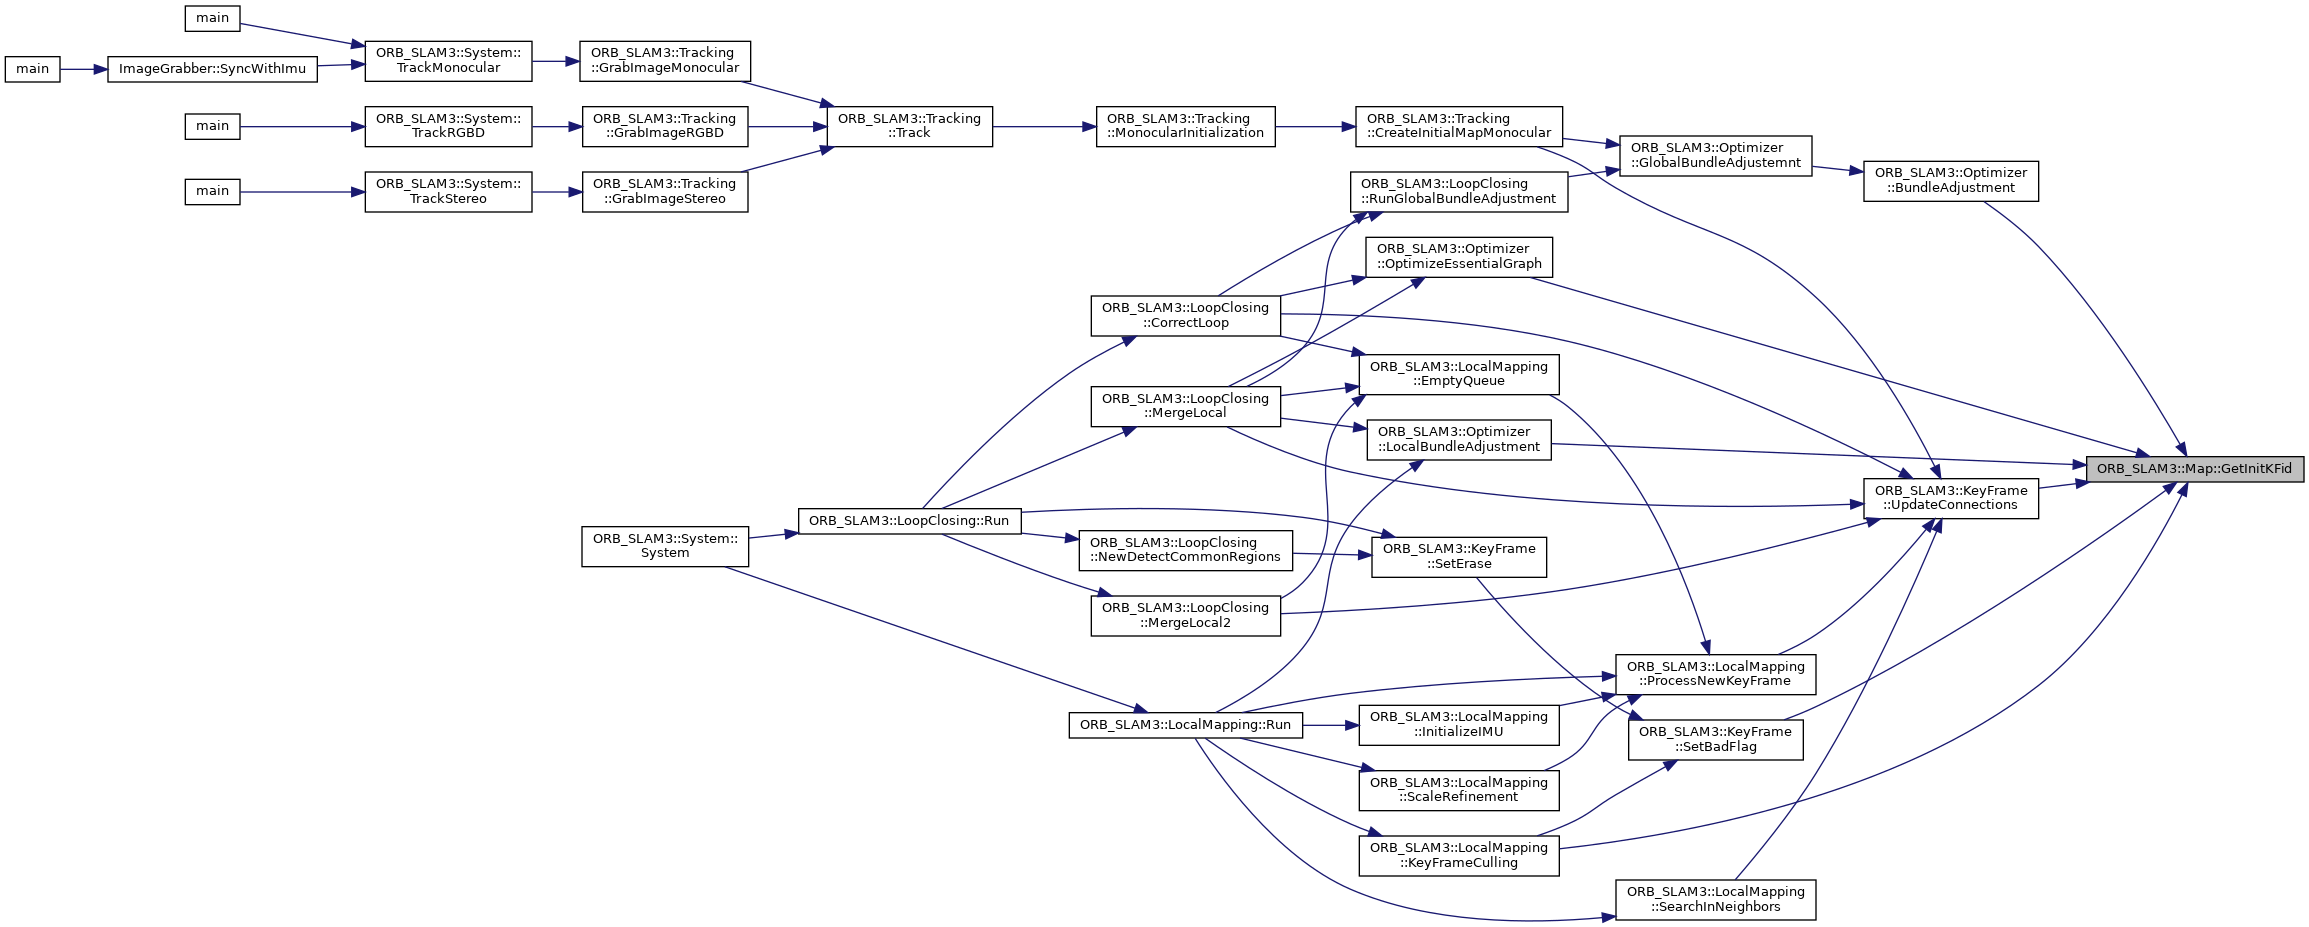 main
main
ImageGrabber::SyncWithImu
ORB_SLAM3::System::
TrackMonocular
ORB_SLAM3::Tracking
::GrabImageMonocular
main
ORB_SLAM3::System::
TrackRGBD
ORB_SLAM3::Tracking
::GrabImageRGBD
main
ORB_SLAM3::System::
TrackStereo
ORB_SLAM3::Tracking
::GrabImageStereo
ORB_SLAM3::Tracking
::Track
ORB_SLAM3::Tracking
::MonocularInitialization
ORB_SLAM3::Tracking
::CreateInitialMapMonocular
ORB_SLAM3::Optimizer
::GlobalBundleAdjustemnt
ORB_SLAM3::Optimizer
::BundleAdjustment
ORB_SLAM3::LoopClosing
::RunGlobalBundleAdjustment
ORB_SLAM3::Optimizer
::OptimizeEssentialGraph
ORB_SLAM3::LoopClosing
::CorrectLoop
ORB_SLAM3::LocalMapping
::EmptyQueue
ORB_SLAM3::LoopClosing
::MergeLocal
ORB_SLAM3::Optimizer
::LocalBundleAdjustment
ORB_SLAM3::Map::GetInitKFid
ORB_SLAM3::KeyFrame
::UpdateConnections
ORB_SLAM3::LoopClosing::Run
ORB_SLAM3::System::
System
ORB_SLAM3::LoopClosing
::NewDetectCommonRegions
ORB_SLAM3::KeyFrame
::SetErase
ORB_SLAM3::LoopClosing
::MergeLocal2
ORB_SLAM3::LocalMapping
::ProcessNewKeyFrame
ORB_SLAM3::LocalMapping::Run
ORB_SLAM3::LocalMapping
::InitializeIMU
ORB_SLAM3::KeyFrame
::SetBadFlag
ORB_SLAM3::LocalMapping
::ScaleRefinement
ORB_SLAM3::LocalMapping
::KeyFrameCulling
ORB_SLAM3::LocalMapping
::SearchInNeighbors